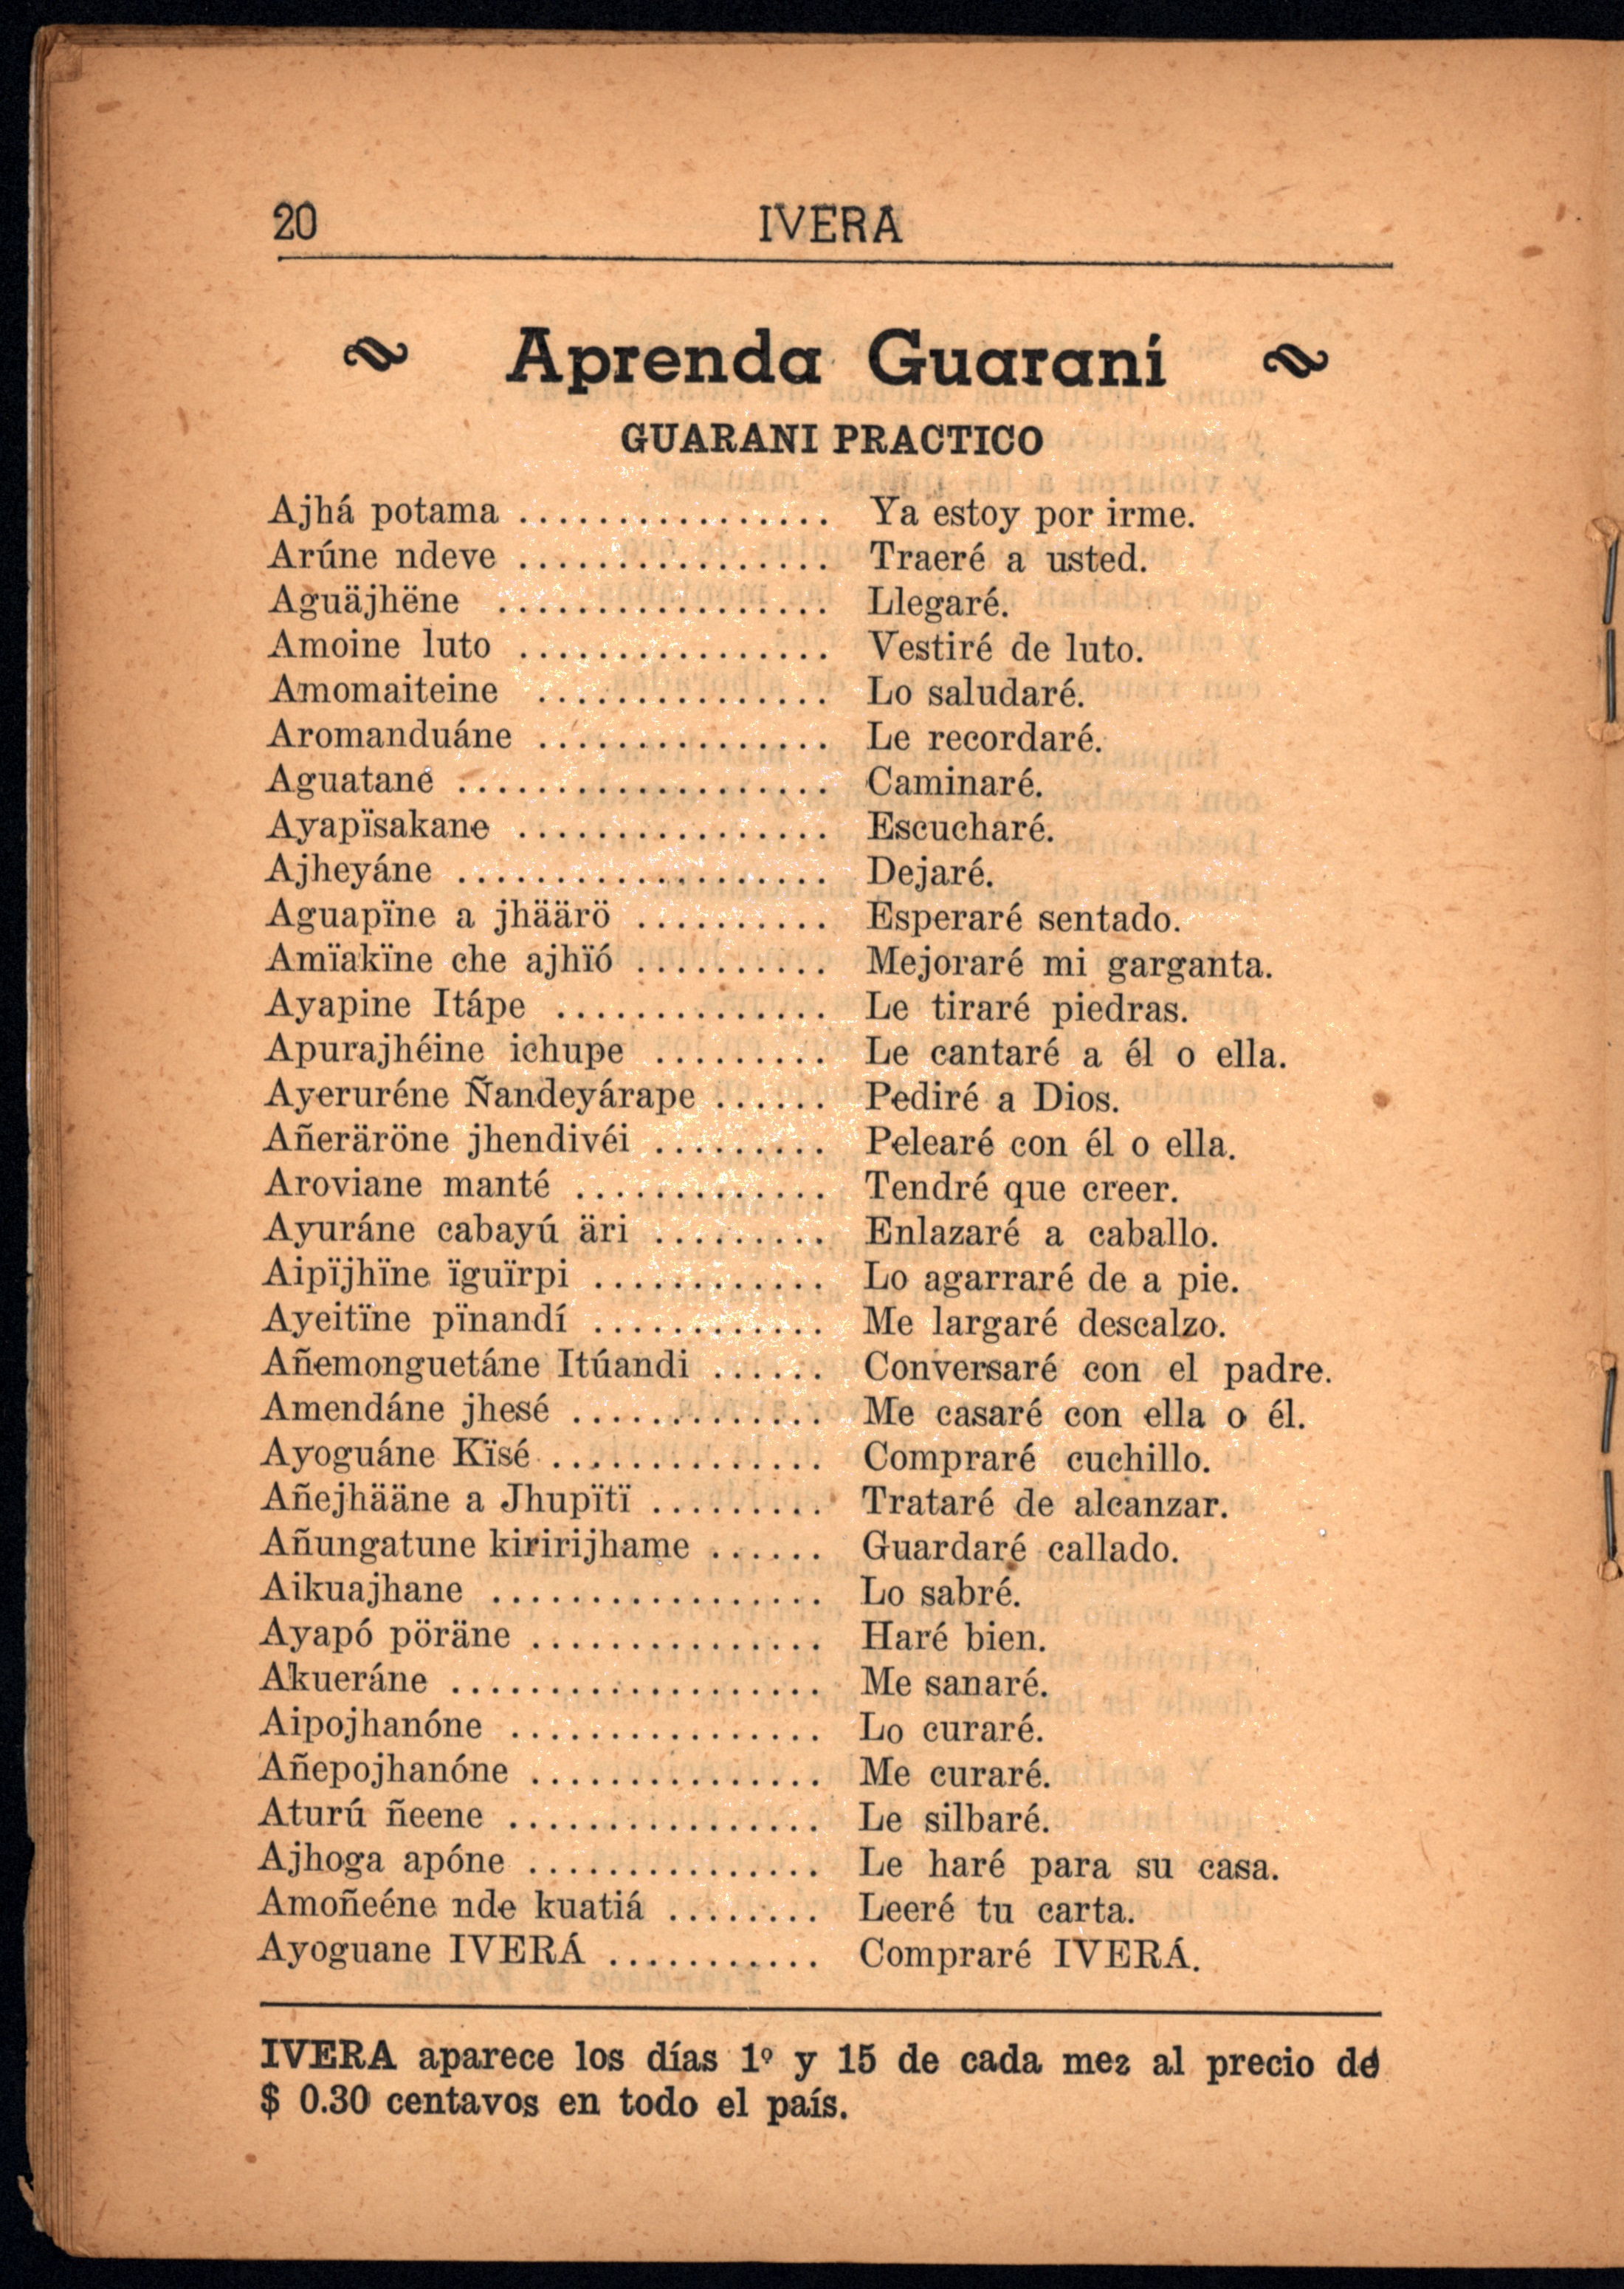 20 IVERA
Aprenda Guaraní
GUARANI PRACTICO
Ajhá potama ................ Ya estoy por irme.
Arúne ndeve ................ Traeré a usted.
Aguäjhëne ................. Llegaré.
Amoine luto ................ Vestiré de luto.
Amomaiteine ............... Lo saludaré.
Aromanduáne ............... Le recordaré.
Aguatané ................... Caminaré.
Ayapïsakane ................ Escucharé.
Ajheyáne ................... Dejaré.
Aguapïne a jhäärö .......... Esperaré sentado.
Amïakïne che ajhïó .......... Mejoraré mi garganta.
Ayapine Itápe .............. Le tiraré piedras.
Apurajhéine ichupe ......... Le cantaré a él o ella.
Ayeruréne Ñandeyárape ...... Pediré a Dios.
Añeräröne jhendivéi ......... Pelearé con él o ella.
Aroviane manté ............. Tendré que creer.
Ayuráne cabayú äri ......... Enlazaré a caballo.
Aipïjhïne ïguïrpi ............ Lo agarraré de a pie.
Ayeitïne pïnandí ............ Me largaré descalzo.
Añemonguetáne Itúandi ...... Conversaré con el padre.
Amendáne jhesé ............. Me casaré con ella o él.
Ayoguáne Kïsé .............. Compraré cuchillo.
Añejhääne a Jhupïtï ......... Trataré de alcanzar.
Añungatune kiririjhame ...... Guardaré callado.
Aikuajhane ................. Lo sabré.
Ayapó pöräne ............... Haré bien.
Akueráne ................... Me sanaré.
Aipojhanóne ................ Lo curaré.
Añepojhanóne ............... Me curaré.
Aturú ñeene ................ Le silbaré.
Ajhoga apóne ............... Le haré para su casa.
Amoñeéne nde kuatiá ........ Leeré tu carta.
Ayoguane IVERÁ ........... Compraré IVERÁ.
IVERA aparece los días 1º y 15 de cada mez al precio de
$ 0.30 centavos en todo el país.